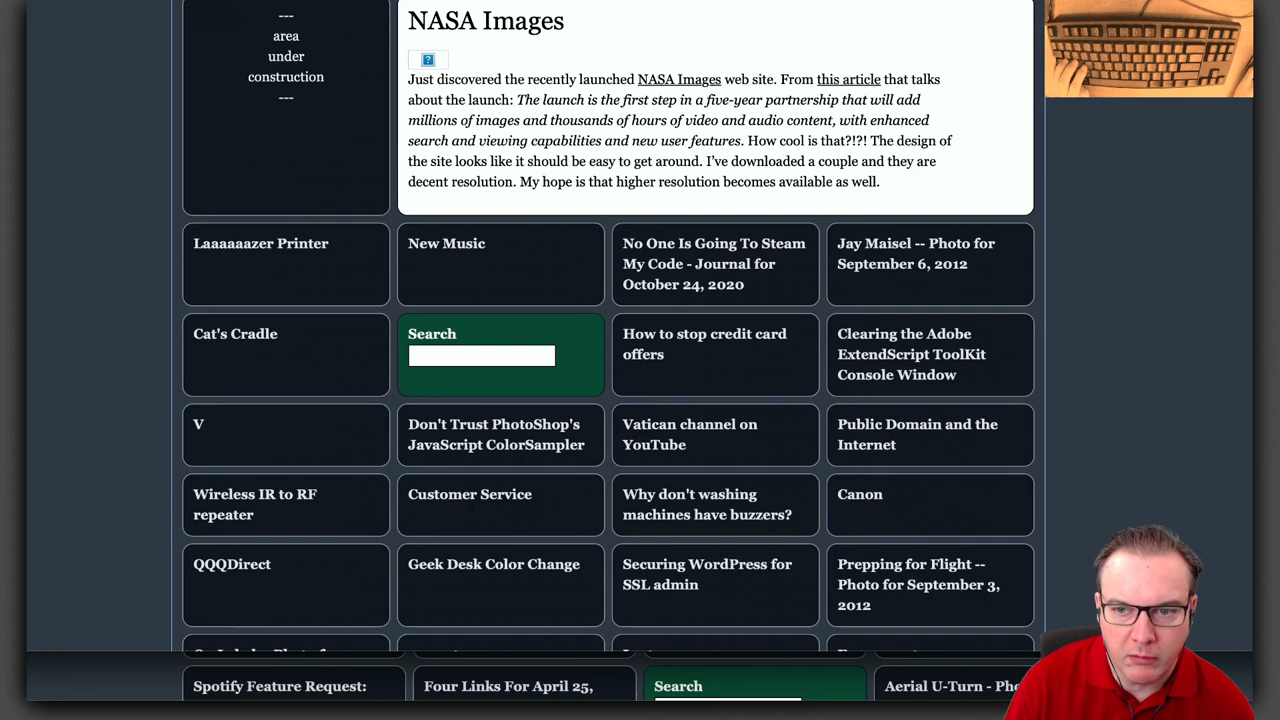 ---
area
under
construction
---
NASA Images
?
Just discovered the recently launched NASA Images web site. From this article that talks
about the launch: The launch is the first step in a five-year partnership that will add
millions of images and thousands of hours of video and audio content, with enhanced
search and viewing capabilities and new user features. How cool is that?!?! The design of
the site looks like it should be easy to get around. I've downloaded a couple and they are
decent resolution. My hope is that higher resolution becomes available as well.
Laaaaaazer Printer
New Music
No One Is Going To Steam
My Code - Journal for
October 24, 2020
Jay Maisel -- Photo for
September 6, 2012
Cat's Cradle
Search
How to stop credit card
offers
Clearing the Adobe
ExtendScript ToolKit
Console Window
V
Don't Trust PhotoShop's
JavaScript ColorSampler
Vatican channel on
YouTube
Public Domain and the
Internet
Wireless IR to RF
repeater
Customer Service
Why don't washing
machines have buzzers?
Canon
QQQDirect
Geek Desk Color Change
Securing WordPress for
SSL admin
Prepping for Flight --
Photo for September 3,
2012
Spotify Feature Request:
Four Links For April 25,
Search
Aerial U-Turn - Pho